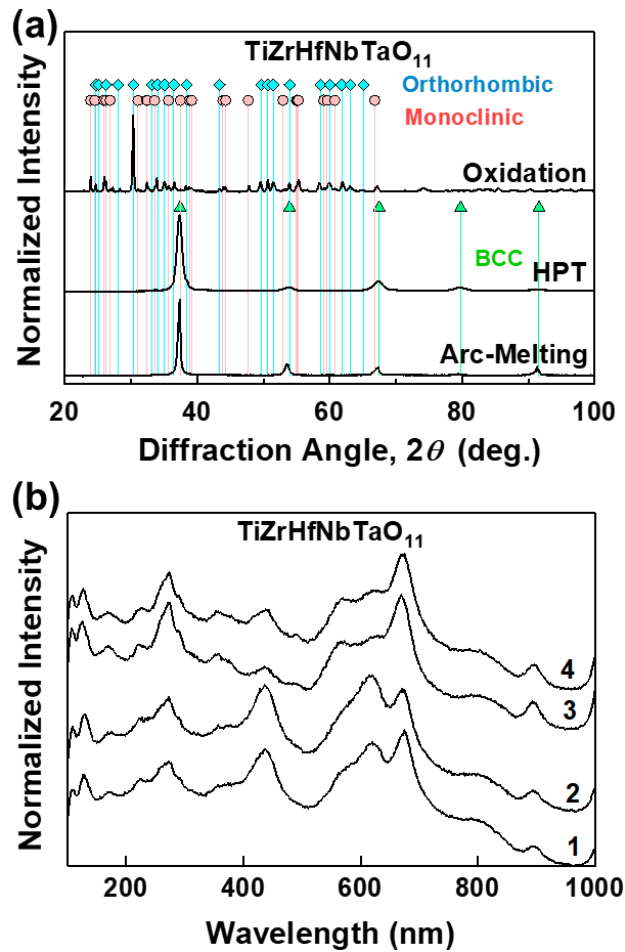 (a)
TiZrHfNbTaO₁₁
Orthorhombic
Monoclinic
Oxidation
BCC
HPT
Arc-Melting
Normalized Intensity
20 40 60 80 100
Diffraction Angle, 2θ (deg.)
(b)
TiZrHfNbTaO₁₁
4
3
2
1
Normalized Intensity
200 400 600 800 1000
Wavelength (nm)